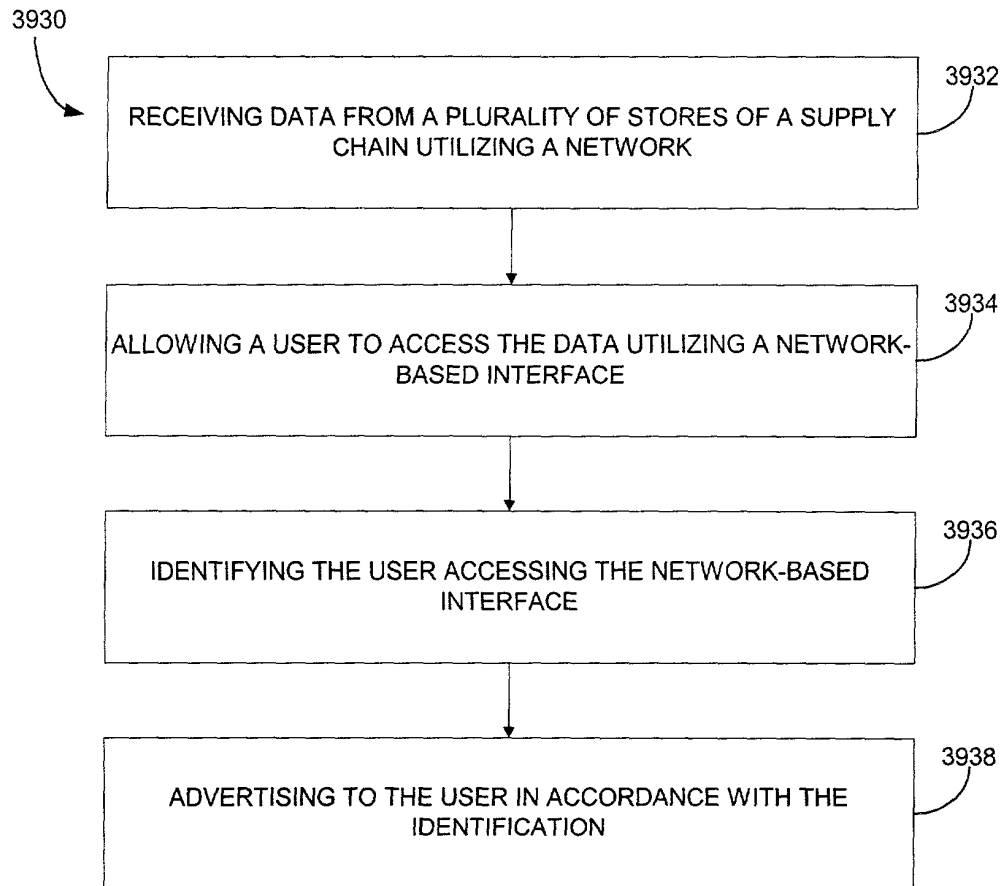 3930
3932
RECEIVING DATA FROM A PLURALITY OF STORES OF A SUPPLY
CHAIN UTILIZING A NETWORK
3934
ALLOWING A USER TO ACCESS THE DATA UTILIZING A NETWORK-
BASED INTERFACE
3936
IDENTIFYING THE USER ACCESSING THE NETWORK-BASED
INTERFACE
3938
ADVERTISING TO THE USER IN ACCORDANCE WITH THE
IDENTIFICATION